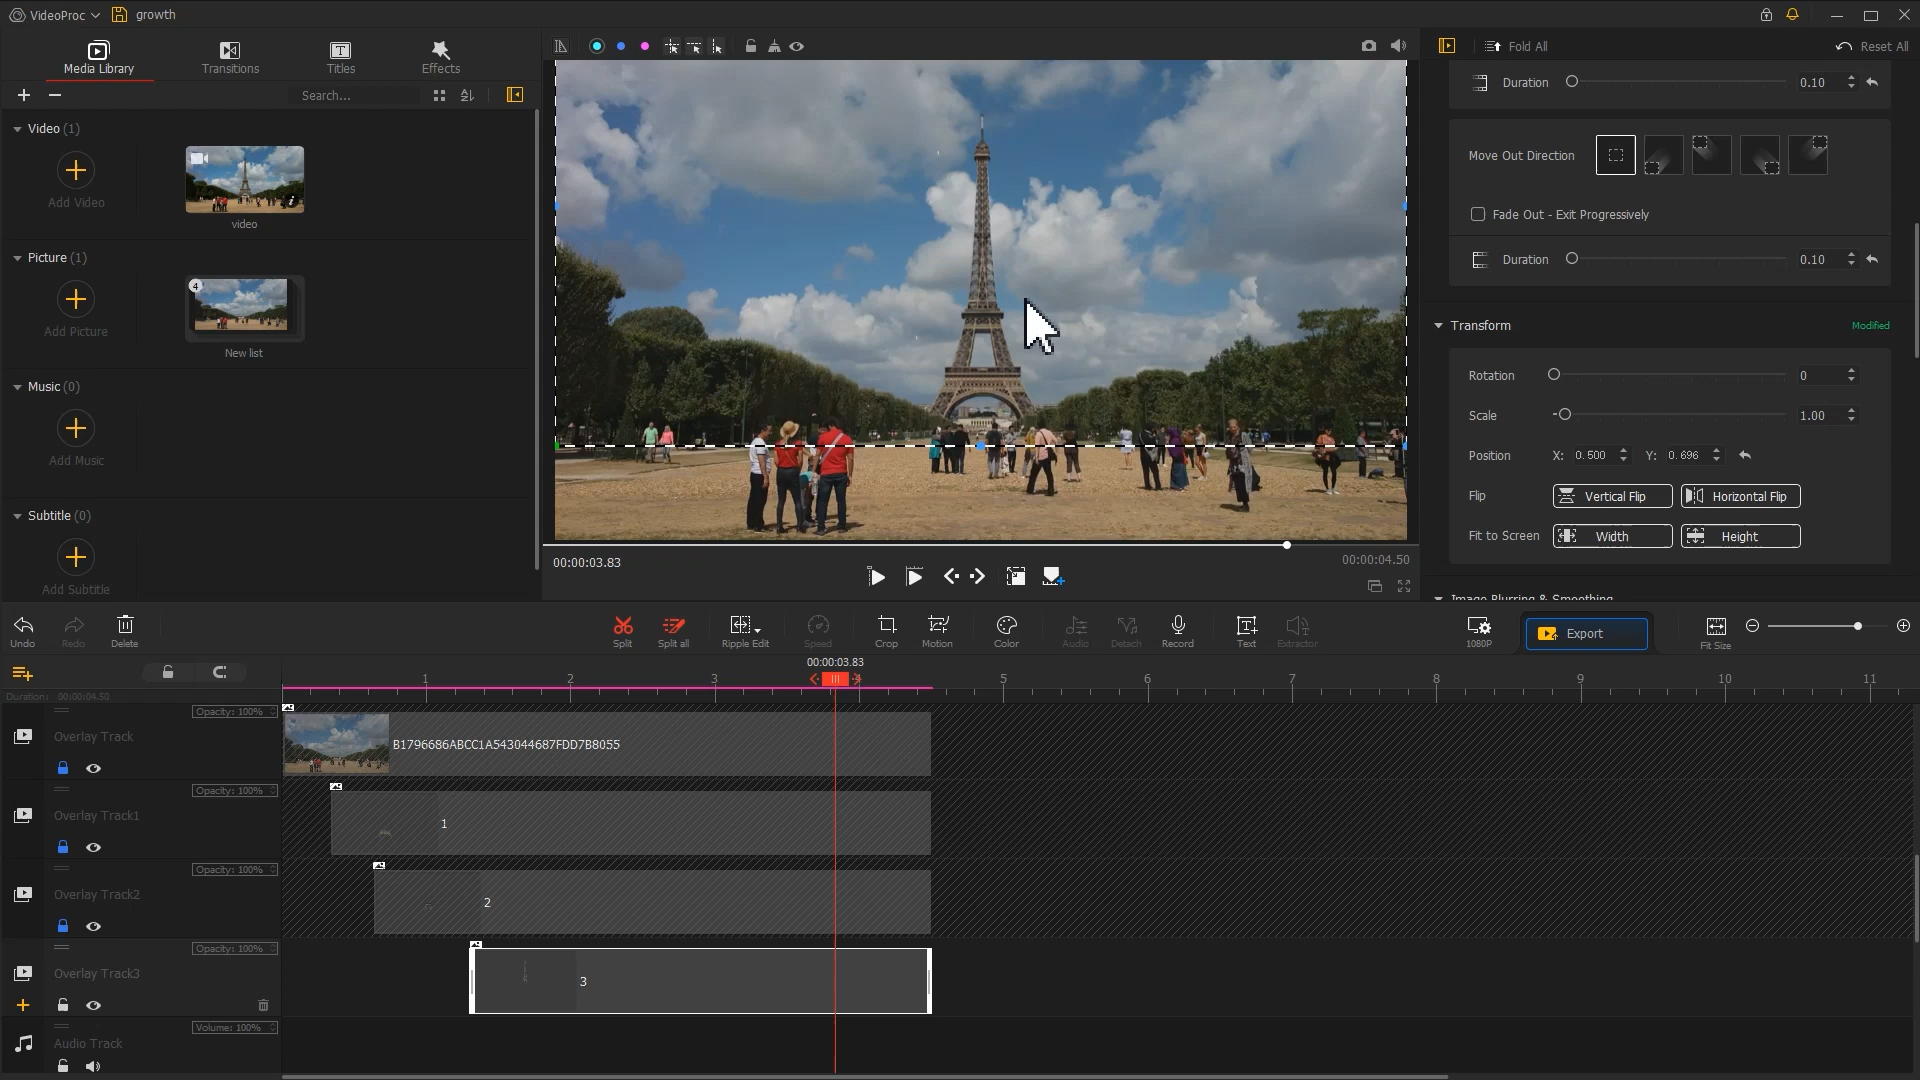 VideoProc
growth
Media Library
Transitions
Titles
Effects
Search...
Video (1)
Add Video
video
Picture (1)
Add Picture
4
New list
Music (0)
Add Music
Subtitle (0)
Add Subtitle
00:00:03.83
00:00:04.50
Fold All
Reset All
Duration
0.10
Move Out Direction
Fade Out - Exit Progressively
Duration
0.10
Transform
Modified
Rotation
0
Scale
1.00
Position
X: 0.500
Y: 0.696
Flip
Vertical Flip
Horizontal Flip
Fit to Screen
Width
Height
Image Blurring & Smoothing
Undo
Redo
Delete
Split
Split all
Ripple Edit
Speed
Crop
Motion
Color
Audio
Detach
Record
Text
Extractor
1080P
Export
Fit Size
00:00:03.83
1 2 3 4 5 6 7 8 9 10 11
Duration: 00:00:04.50
Opacity: 100%
Overlay Track
B1796686ABCC1A543044687FDD7B8055
Opacity: 100%
Overlay Track1
1
Opacity: 100%
Overlay Track2
2
Opacity: 100%
Overlay Track3
3
Volume: 100%
Audio Track